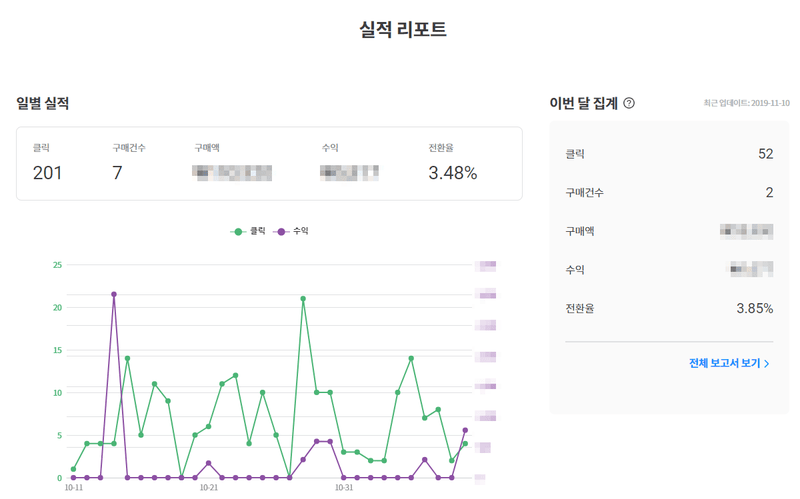 실적 리포트
일별 실적
클릭 구매건수 구매액 수익 전환율
201 7 3.48%
클릭 수익
25
20
15
10
5
0
10-11 10-21 10-31
이번 달 집계 ?
최근 업데이트: 2019-11-10
클릭 52
구매건수 2
구매액
수익
전환율 3.85%
전체 보고서 보기 >